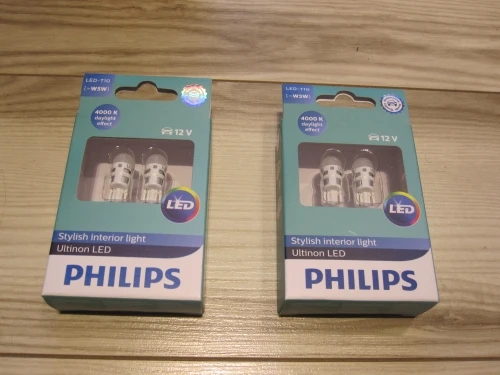 LED-T10
[~W5W]
4000 K
daylight
effect
12 V
LED
Stylish interior light
Ultinon LED
PHILIPS
LED-T10
[~W5W]
4000 K
daylight
effect
12 V
LED
Stylish interior light
Ultinon LED
PHILIPS